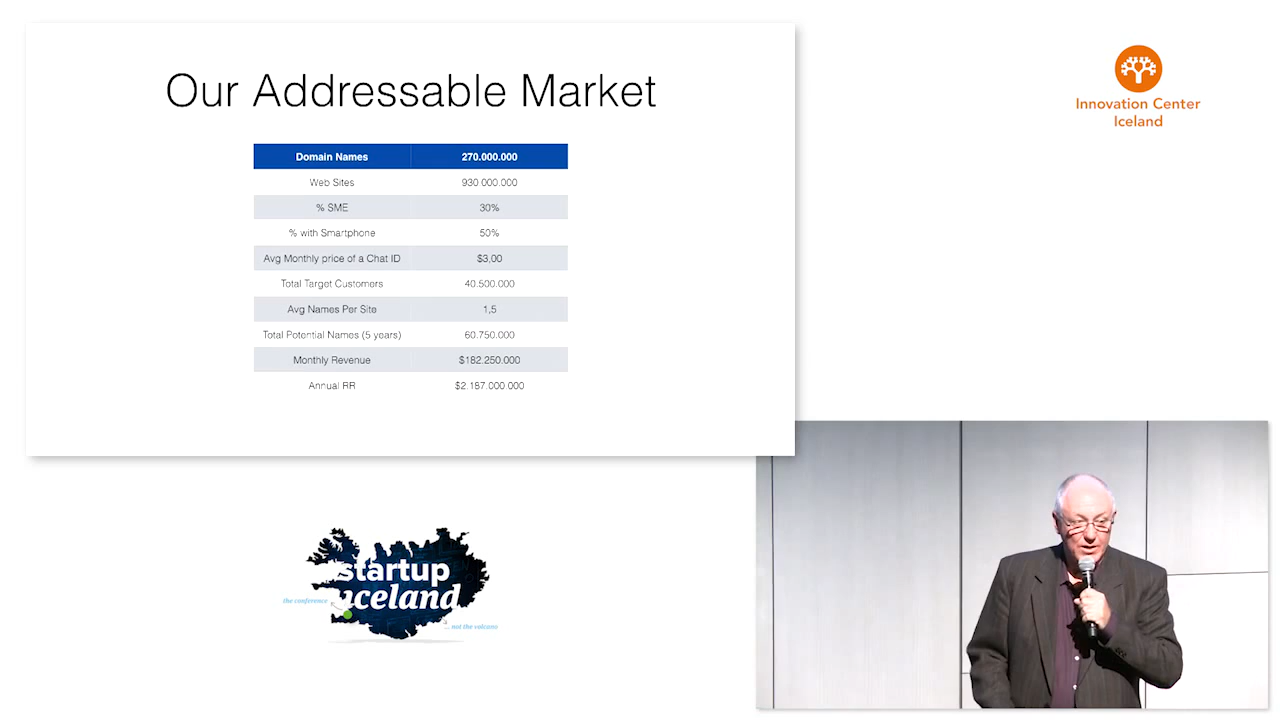 Our Addressable Market
Domain Names 270.000.000
Web Sites 930.000.000
% SME 30%
% with Smartphone 50%
Avg Monthly price of a Chat ID $3,00
Total Target Customers 40.500.000
Avg Names Per Site 1,5
Total Potential Names (5 years) 60.750.000
Monthly Revenue $182.250.000
Annual RR $2.187.000.000
Innovation Center
Iceland
startup
iceland
the conference
... not the volcano